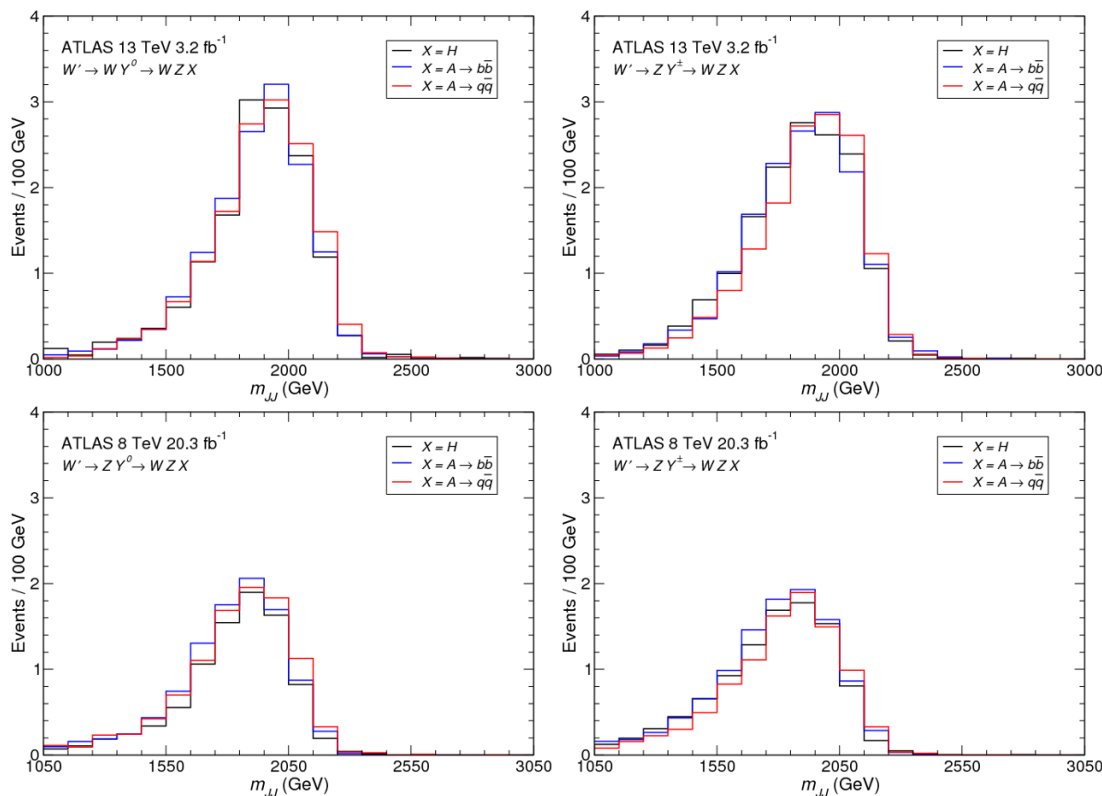 4
3
2
1
0
Events / 100 GeV
ATLAS 13 TeV 3.2 fb⁻¹
W′ → W Y⁰ → W Z X
X = H
X = A → bb̄
X = A → qq̄
1000 1500 2050 2500 3000
m_JJ (GeV)
4
3
2
1
0
Events / 100 GeV
ATLAS 13 TeV 3.2 fb⁻¹
W′ → Z Y± → W Z X
X = H
X = A → bb̄
X = A → qq̄
1000 1500 2050 2500 3000
m_JJ (GeV)
4
3
2
1
0
Events / 100 GeV
ATLAS 8 TeV 20.3 fb⁻¹
W′ → Z Y⁰ → W Z X
X = H
X = A → bb̄
X = A → qq̄
1050 1550 2050 2550 3050
m_JJ (GeV)
4
3
2
1
0
Events / 100 GeV
ATLAS 8 TeV 20.3 fb⁻¹
W′ → Z Y± → W Z X
X = H
X = A → bb̄
X = A → qq̄
1050 1550 2050 2550 3050
m_JJ (GeV)